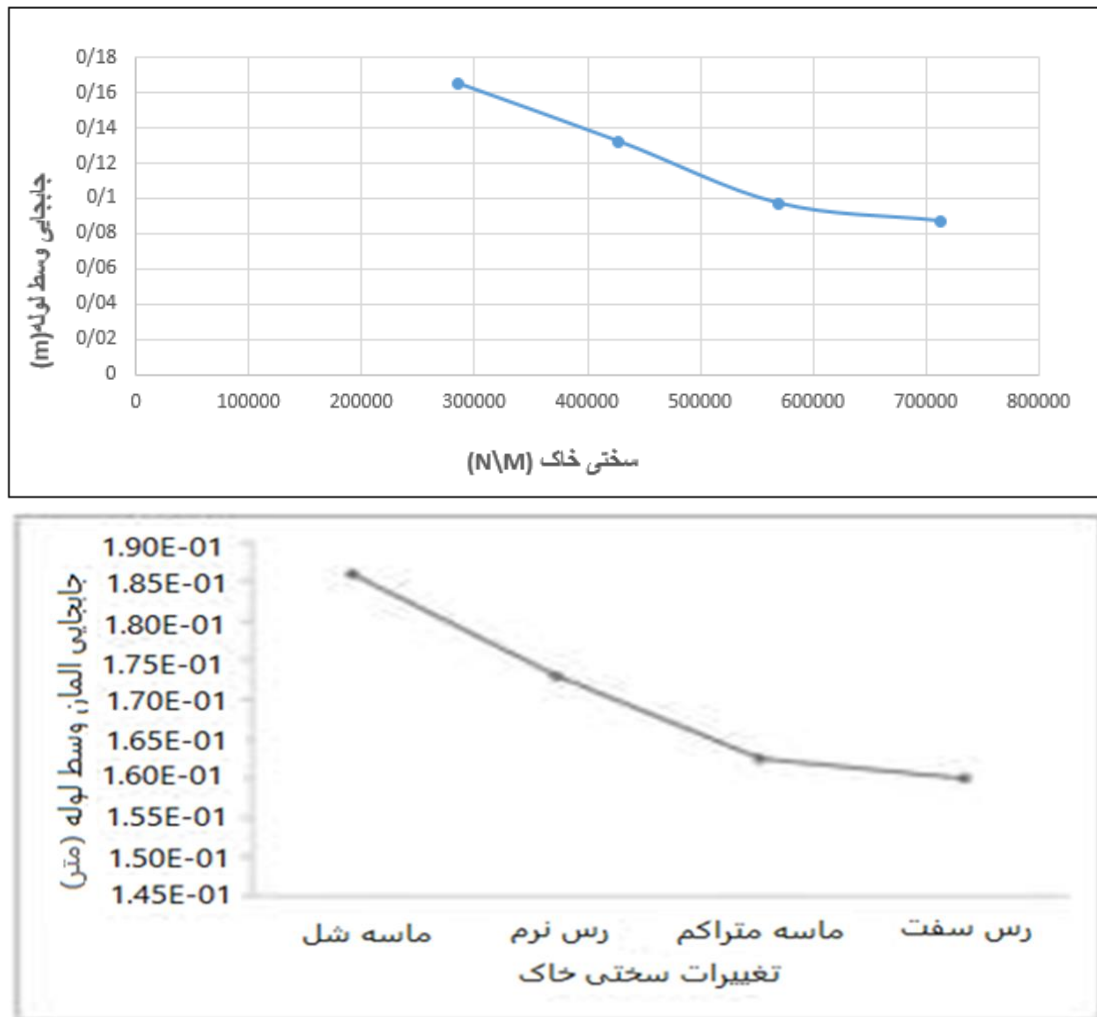 0/18
0/16
0/14
0/12
0/1
0/08
0/06
0/04
0/02
0
جابجایی وسط لوله(m)
0 100000 200000 300000 400000 500000 600000 700000 800000
سختی خاک (N\M)
1.90E-01
1.85E-01
1.80E-01
1.75E-01
1.70E-01
1.65E-01
1.60E-01
1.55E-01
1.50E-01
1.45E-01
جابجایی المان وسط لوله (متر)
ماسه شل رس نرم ماسه متراکم رس سفت
تغییرات سختی خاک